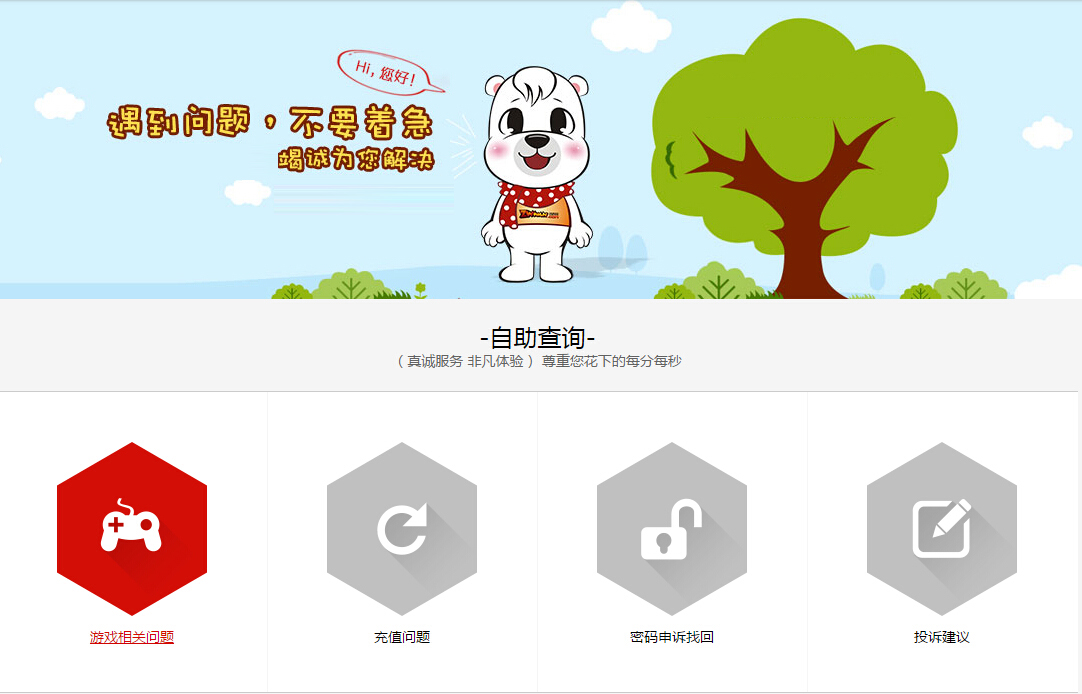 Hi, 您好!
遇到问题，不要着急
竭诚为您解决
-自助查询-
（ 真诚服务 非凡体验 ） 尊重您花下的每分每秒
游戏相关问题
充值问题
密码申诉找回
投诉建议